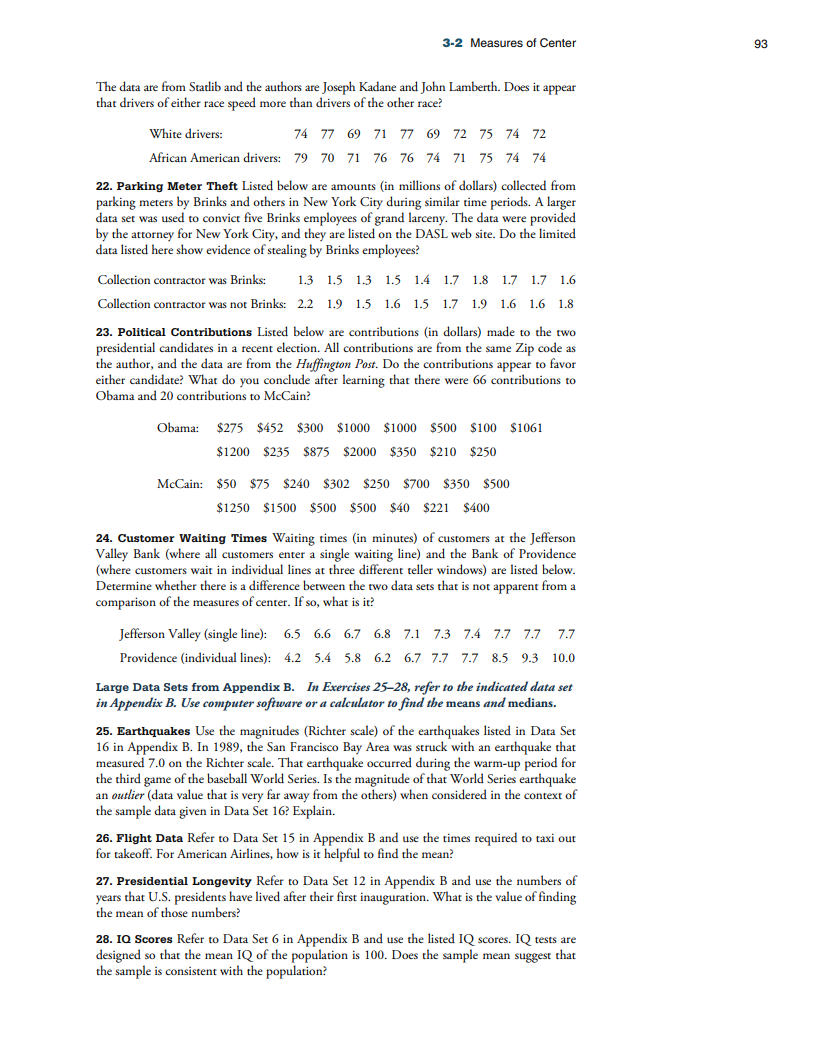 3-2 Measures of Center 93
The data are from Statlib and the authors are Joseph Kadane and John Lamberth. Does it appear
that drivers of either race speed more than drivers of the other race?
White drivers: 74 77 69 71 77 69 72 75 74 72
African American drivers: 79 70 71 76 76 74 71 75 74 74
22. Parking Meter Theft Listed below are amounts (in millions of dollars) collected from
parking meters by Brinks and others in New York City during similar time periods. A larger
data set was used to convict five Brinks employees of grand larceny. The data were provided
by the attorney for New York City, and they are listed on the DASL web site. Do the limited
data listed here show evidence of stealing by Brinks employees?
Collection contractor was Brinks: 1.3 1.5 1.3 1.5 1.4 1.7 1.8 1.7 1.7 1.6
Collection contractor was not Brinks: 2.2 1.9 1.5 1.6 1.5 1.7 1.9 1.6 1.6 1.8
23. Political Contributions Listed below are contributions (in dollars) made to the two
presidential candidates in a recent election. All contributions are from the same Zip code as
the author, and the data are from the Huffington Post. Do the contributions appear to favor
either candidate? What do you conclude after learning that there were 66 contributions to
Obama and 20 contributions to McCain?
Obama: $275 $452 $300 $1000 $1000 $500 $100 $1061
$1200 $235 $875 $2000 $350 $210 $250
McCain: $50 $75 $240 $302 $250 $700 $350 $500
$1250 $1500 $500 $500 $40 $221 $400
24. Customer Waiting Times Waiting times (in minutes) of customers at the Jefferson
Valley Bank (where all customers enter a single waiting line) and the Bank of Providence
(where customers wait in individual lines at three different teller windows) are listed below.
Determine whether there is a difference between the two data sets that is not apparent from a
comparison of the measures of center. If so, what is it?
Jefferson Valley (single line): 6.5 6.6 6.7 6.8 7.1 7.3 7.4 7.7 7.7 7.7
Providence (individual lines): 4.2 5.4 5.8 6.2 6.7 7.7 7.7 8.5 9.3 10.0
Large Data Sets from Appendix B. In Exercises 25–28, refer to the indicated data set
in Appendix B. Use computer software or a calculator to find the means and medians.
25. Earthquakes Use the magnitudes (Richter scale) of the earthquakes listed in Data Set
16 in Appendix B. In 1989, the San Francisco Bay Area was struck with an earthquake that
measured 7.0 on the Richter scale. That earthquake occurred during the warm-up period for
the third game of the baseball World Series. Is the magnitude of that World Series earthquake
an outlier (data value that is very far away from the others) when considered in the context of
the sample data given in Data Set 16? Explain.
26. Flight Data Refer to Data Set 15 in Appendix B and use the times required to taxi out
for takeoff. For American Airlines, how is it helpful to find the mean?
27. Presidential Longevity Refer to Data Set 12 in Appendix B and use the numbers of
years that U.S. presidents have lived after their first inauguration. What is the value of finding
the mean of those numbers?
28. IQ Scores Refer to Data Set 6 in Appendix B and use the listed IQ scores. IQ tests are
designed so that the mean IQ of the population is 100. Does the sample mean suggest that
the sample is consistent with the population?